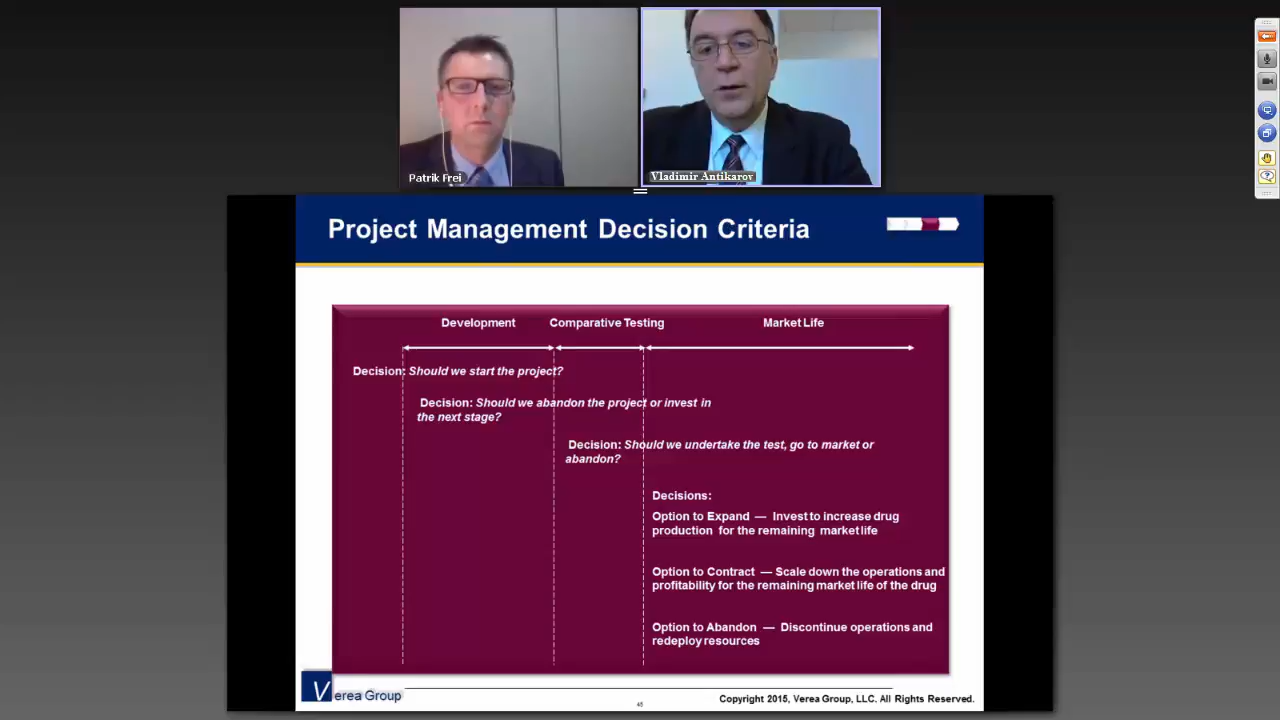 Patrik Frei
Vladimir Antikarov
Project Management Decision Criteria
Development
Comparative Testing
Market Life
Decision: Should we start the project?
Decision: Should we abandon the project or invest in
the next stage?
Decision: Should we undertake the test, go to market or
abandon?
Decisions:
Option to Expand — Invest to increase drug
production for the remaining market life
Option to Contract — Scale down the operations and
profitability for the remaining market life of the drug
Option to Abandon — Discontinue operations and
redeploy resources
Verea Group
45
Copyright 2015, Verea Group, LLC. All Rights Reserved.